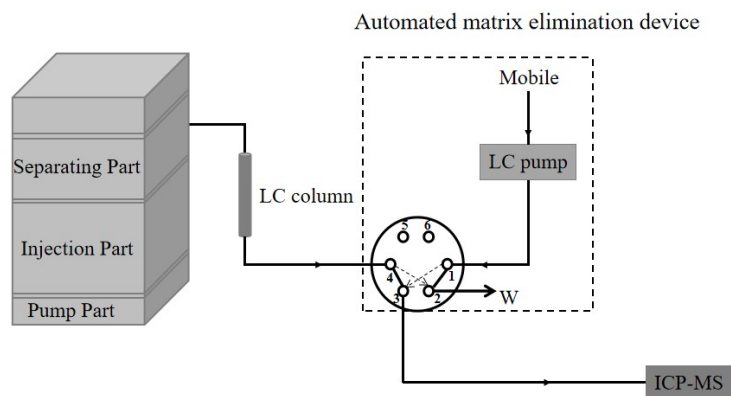 Automated matrix elimination device
Mobile
LC pump
Separating Part
LC column
Injection Part
Pump Part
5 6
4 1
3 2
W
ICP-MS